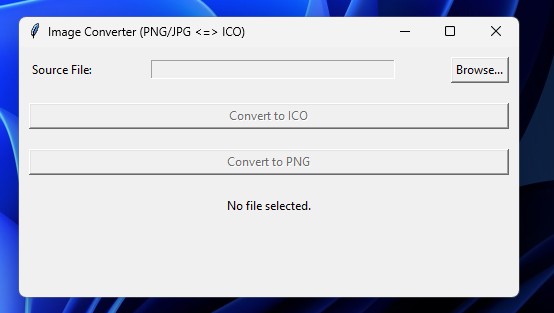 Image Converter (PNG/JPG <=> ICO)
Source File: Browse...
Convert to ICO
Convert to PNG
No file selected.